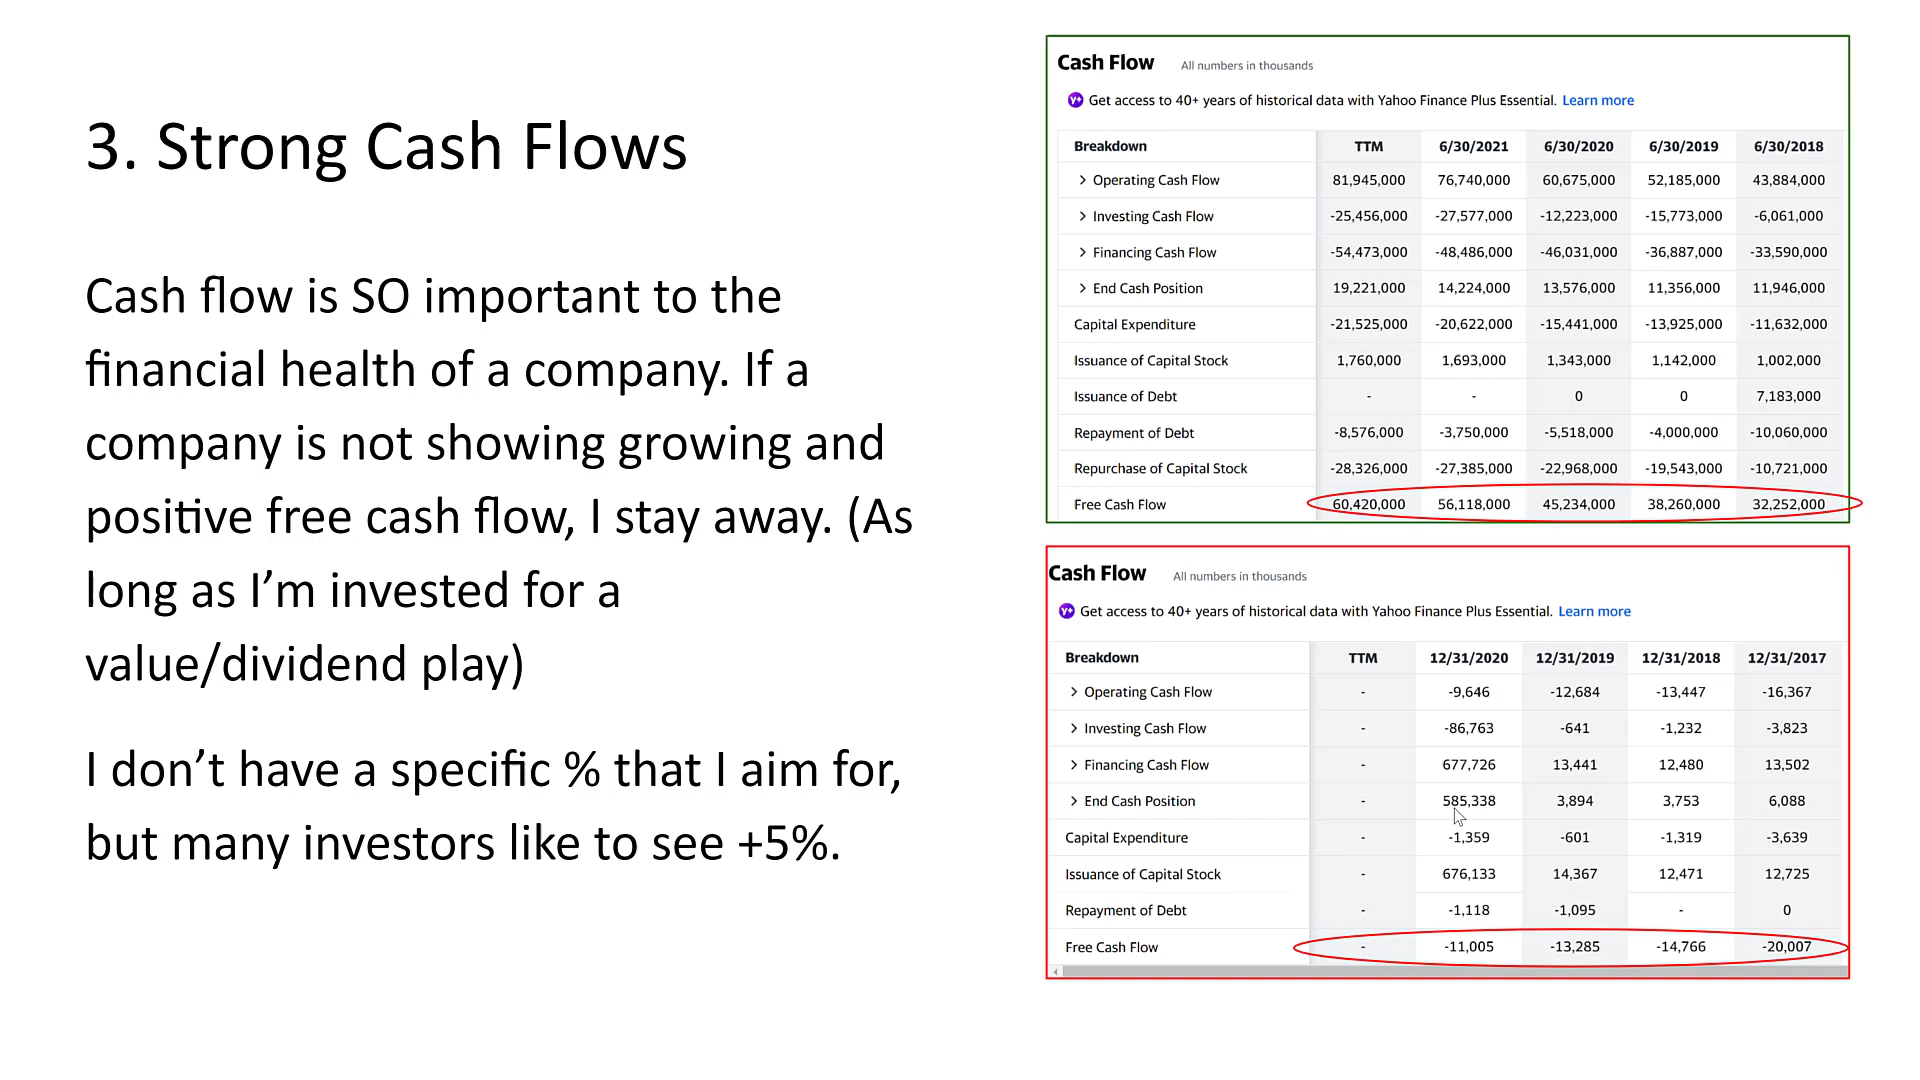 3. Strong Cash Flows
Cash flow is SO important to the
financial health of a company. If a
company is not showing growing and
positive free cash flow, I stay away. (As
long as I’m invested for a
value/dividend play)
I don’t have a specific % that I aim for,
but many investors like to see +5%.
Cash Flow All numbers in thousands
y+ Get access to 40+ years of historical data with Yahoo Finance Plus Essential. Learn more
Breakdown TTM 6/30/2021 6/30/2020 6/30/2019 6/30/2018
> Operating Cash Flow 81,945,000 76,740,000 60,675,000 52,185,000 43,884,000
> Investing Cash Flow -25,456,000 -27,577,000 -12,223,000 -15,773,000 -6,061,000
> Financing Cash Flow -54,473,000 -48,486,000 -46,031,000 -36,887,000 -33,590,000
> End Cash Position 19,221,000 14,224,000 13,576,000 11,356,000 11,946,000
Capital Expenditure -21,525,000 -20,622,000 -15,441,000 -13,925,000 -11,632,000
Issuance of Capital Stock 1,760,000 1,693,000 1,343,000 1,142,000 1,002,000
Issuance of Debt - - 0 0 7,183,000
Repayment of Debt -8,576,000 -3,750,000 -5,518,000 -4,000,000 -10,060,000
Repurchase of Capital Stock -28,326,000 -27,385,000 -22,968,000 -19,543,000 -10,721,000
Free Cash Flow 60,420,000 56,118,000 45,234,000 38,260,000 32,252,000
Cash Flow All numbers in thousands
y+ Get access to 40+ years of historical data with Yahoo Finance Plus Essential. Learn more
Breakdown TTM 12/31/2020 12/31/2019 12/31/2018 12/31/2017
> Operating Cash Flow - -9,646 -12,684 -13,447 -16,367
> Investing Cash Flow - -86,763 -641 -1,232 -3,823
> Financing Cash Flow - 677,726 13,441 12,480 13,502
> End Cash Position - 585,338 3,894 3,753 6,088
Capital Expenditure - -1,359 -601 -1,319 -3,639
Issuance of Capital Stock - 676,133 14,367 12,471 12,725
Repayment of Debt - -1,118 -1,095 - 0
Free Cash Flow - -11,005 -13,285 -14,766 -20,007